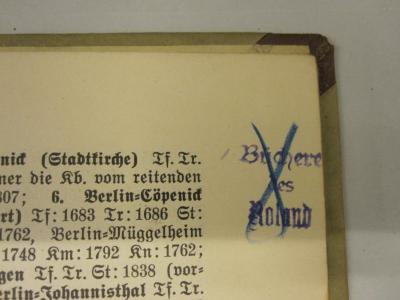 nick (Stadtkirche) Tf. Tr.
ner die Kb. vom reitenden
307; 6. Berlin-Cöpenick
rt) Tf: 1683 Tr: 1686 St:
1762, Berlin-Müggelheim
1748 Km: 1792 Kn: 1762;
gen Tf. Tr. St: 1838 (vor-
erlin-Johannisthal Tf. Tr.
Bücherei
des
Roland